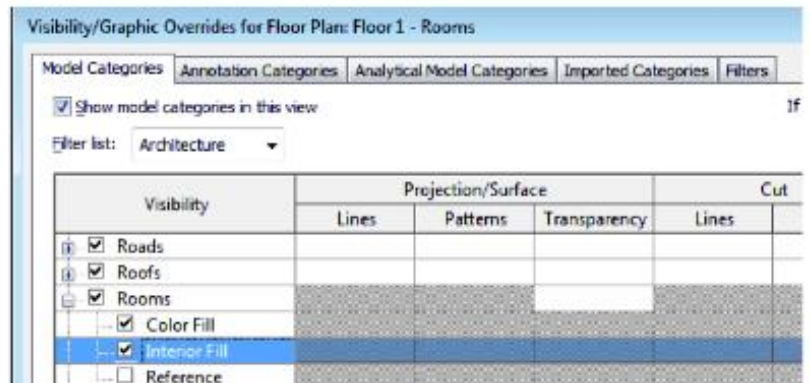 Visibility/Graphic Overrides for Floor Plan: Floor 1 - Rooms
Model Categories Annotation Categories Analytical Model Categories Imported Categories Filters
Show model categories in this view If
Filter list: Architecture
Visibility Projection/Surface Cut
Lines Patterns Transparency Lines
Roads
Roofs
Rooms
Color Fill
Interior Fill
Reference